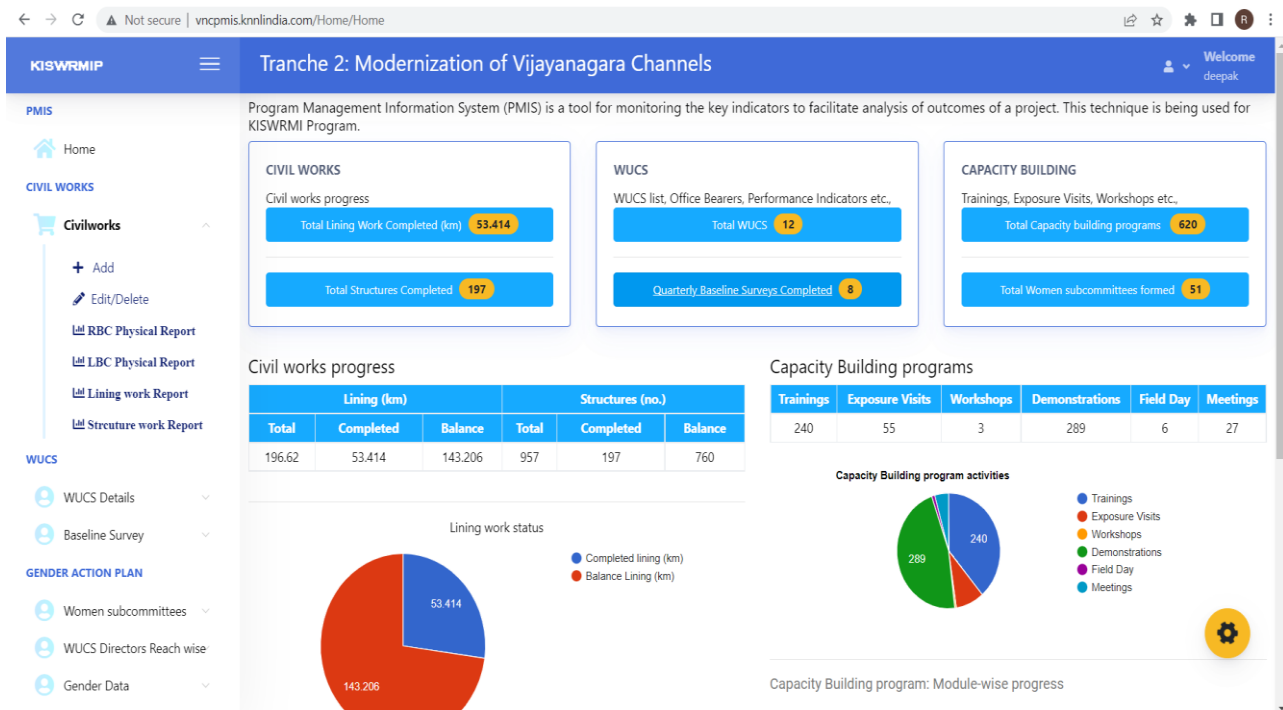 Not secure | vncpmis.knnlindia.com/Home/Home
R
KISWRMIP
Tranche 2: Modernization of Vijayanagara Channels
Welcome
deepak
PMIS
Home
CIVIL WORKS
Civilworks
+ Add
Edit/Delete
RBC Physical Report
LBC Physical Report
Lining work Report
Strcuture work Report
WUCS
WUCS Details
Baseline Survey
GENDER ACTION PLAN
Women subcommittees
WUCS Directors Reach wise
Gender Data
Program Management Information System (PMIS) is a tool for monitoring the key indicators to facilitate analysis of outcomes of a project. This technique is being used for
KISWRMI Program.
CIVIL WORKS
Civil works progress
Total Lining Work Completed (km) 53.414
Total Structures Completed 197
WUCS
WUCS list, Office Bearers, Performance Indicators etc.,
Total WUCS 12
Quarterly Baseline Surveys Completed 8
CAPACITY BUILDING
Trainings, Exposure Visits, Workshops etc.,
Total Capacity building programs 620
Total Women subcommittees formed 51
Civil works progress
Lining (km) Structures (no.)
Total Completed Balance Total Completed Balance
196.62 53.414 143.206 957 197 760
Lining work status
Completed lining (km)
Balance Lining (km)
53.414
143.206
Capacity Building programs
Trainings Exposure Visits Workshops Demonstrations Field Day Meetings
240 55 3 289 6 27
Capacity Building program activities
240
289
Trainings
Exposure Visits
Workshops
Demonstrations
Field Day
Meetings
Capacity Building program: Module-wise progress